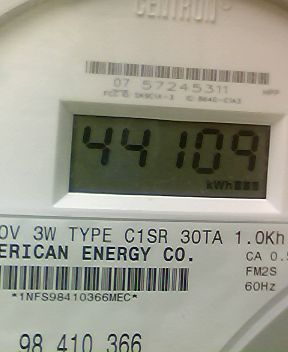 CENTRON®
07 57245311
44109
kWh
0V 3W TYPE C1SR 30TA 1.0Kh
ERICAN ENERGY CO. CA 0.5
FM2S
*1NFS98410366MEC* 60Hz
98 410 366